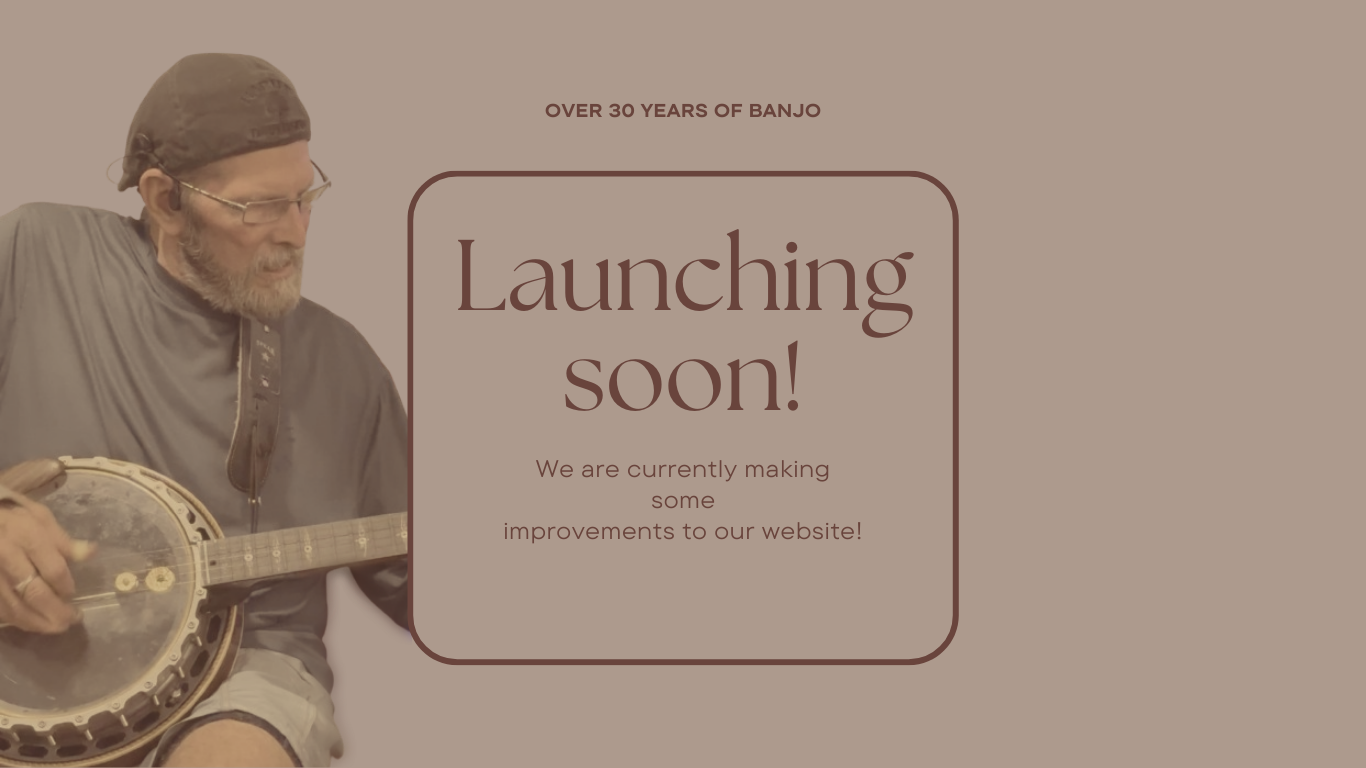 OVER 30 YEARS OF BANJO
Launching
soon!
We are currently making
some
improvements to our website!